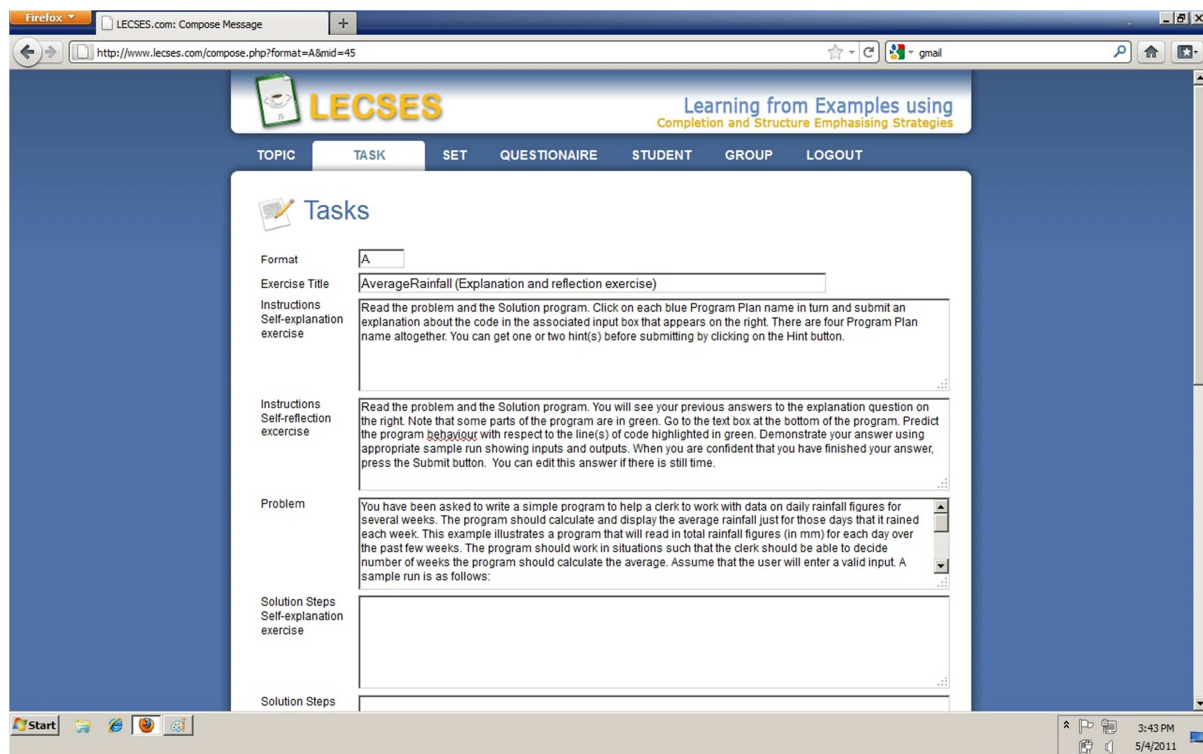 Firefox
LECSES.com: Compose Message
http://www.lecses.com/compose.php?format=A&mid=45
gmail
LECSES
Learning from Examples using
Completion and Structure Emphasising Strategies
TOPIC TASK SET QUESTIONAIRE STUDENT GROUP LOGOUT
Tasks
Format
A
Exercise Title
AverageRainfall (Explanation and reflection exercise)
Instructions
Self-explanation
exercise
Read the problem and the Solution program. Click on each blue Program Plan name in turn and submit an
explanation about the code in the associated input box that appears on the right. There are four Program Plan
name altogether. You can get one or two hint(s) before submitting by clicking on the Hint button.
Instructions
Self-reflection
excercise
Read the problem and the Solution program. You will see your previous answers to the explanation question on
the right. Note that some parts of the program are in green. Go to the text box at the bottom of the program. Predict
the program behaviour with respect to the line(s) of code highlighted in green. Demonstrate your answer using
appropriate sample run showing inputs and outputs. When you are confident that you have finished your answer,
press the Submit button. You can edit this answer if there is still time.
Problem
You have been asked to write a simple program to help a clerk to work with data on daily rainfall figures for
several weeks. The program should calculate and display the average rainfall just for those days that it rained
each week. This example illustrates a program that will read in total rainfall figures (in mm) for each day over
the past few weeks. The program should work in situations such that the clerk should be able to decide
number of weeks the program should calculate the average. Assume that the user will enter a valid input. A
sample run is as follows:
Solution Steps
Self-explanation
exercise
Solution Steps
Start
3:43 PM
5/4/2011